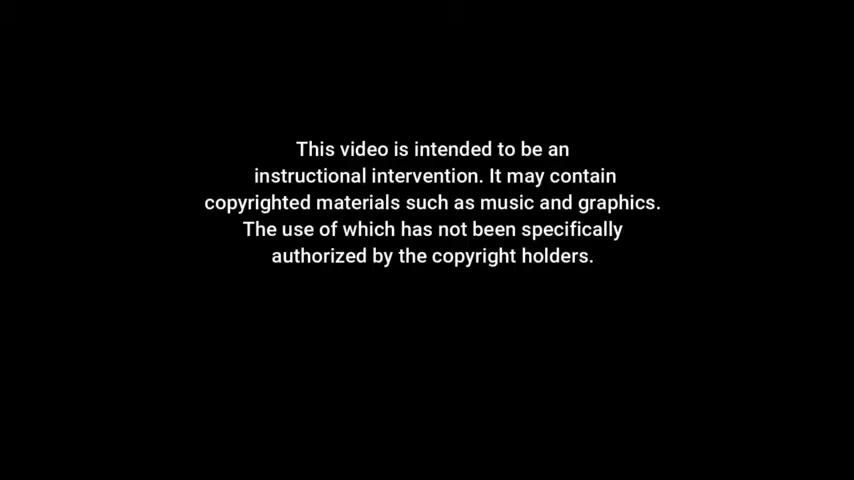 This video is intended to be an
instructional intervention. It may contain
copyrighted materials such as music and graphics.
The use of which has not been specifically
authorized by the copyright holders.